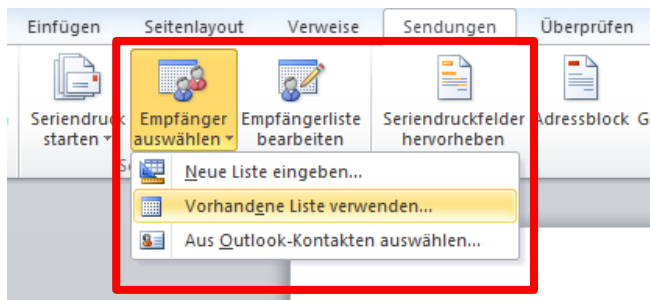 Einfügen Seitenlayout Verweise Sendungen Überprüfen
Seriendruck Empfänger Empfängerliste Seriendruckfelder Adressblock G
starten auswählen bearbeiten hervorheben
S
Neue Liste eingeben...
Vorhandene Liste verwenden...
Aus Outlook-Kontakten auswählen...